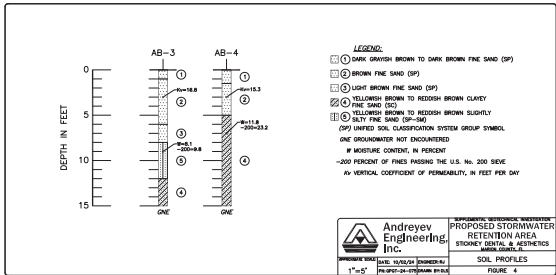 AB-3 AB-4
0
5
10
15
DEPTH IN FEET
1
Kv=16.8
2
3
W=8.1
-200=9.8
5
4
GNE
1
Kv=15.3
2
W=11.8
-200=23.2
4
GNE
LEGEND:
1 DARK GRAYISH BROWN TO DARK BROWN FINE SAND (SP)
2 BROWN FINE SAND (SP)
3 LIGHT BROWN FINE SAND (SP)
4 YELLOWISH BROWN TO REDDISH BROWN CLAYEY
FINE SAND (SC)
5 YELLOWISH BROWN TO REDDISH BROWN SLIGHTLY
SILTY FINE SAND (SP-SM)
(SP) UNIFIED SOIL CLASSIFICATION SYSTEM GROUP SYMBOL
GNE GROUNDWATER NOT ENCOUNTERED
W MOISTURE CONTENT, IN PERCENT
-200 PERCENT OF FINES PASSING THE U.S. No. 200 SIEVE
Kv VERTICAL COEFFICIENT OF PERMEABILITY, IN FEET PER DAY
Andreyev
Engineering,
Inc.
SUPPLEMENTAL GEOTECHNICAL INVESTIGATION
PROPOSED STORMWATER
RETENTION AREA
STICKNEY DENTAL & AESTHETICS
MARION COUNTY, FL
APPROXIMATE SCALE:
1"=5'
DATE: 10/02/24 ENGINEER:RJ
DRAWN BY:DLS
SOIL PROFILES
FIGURE 4